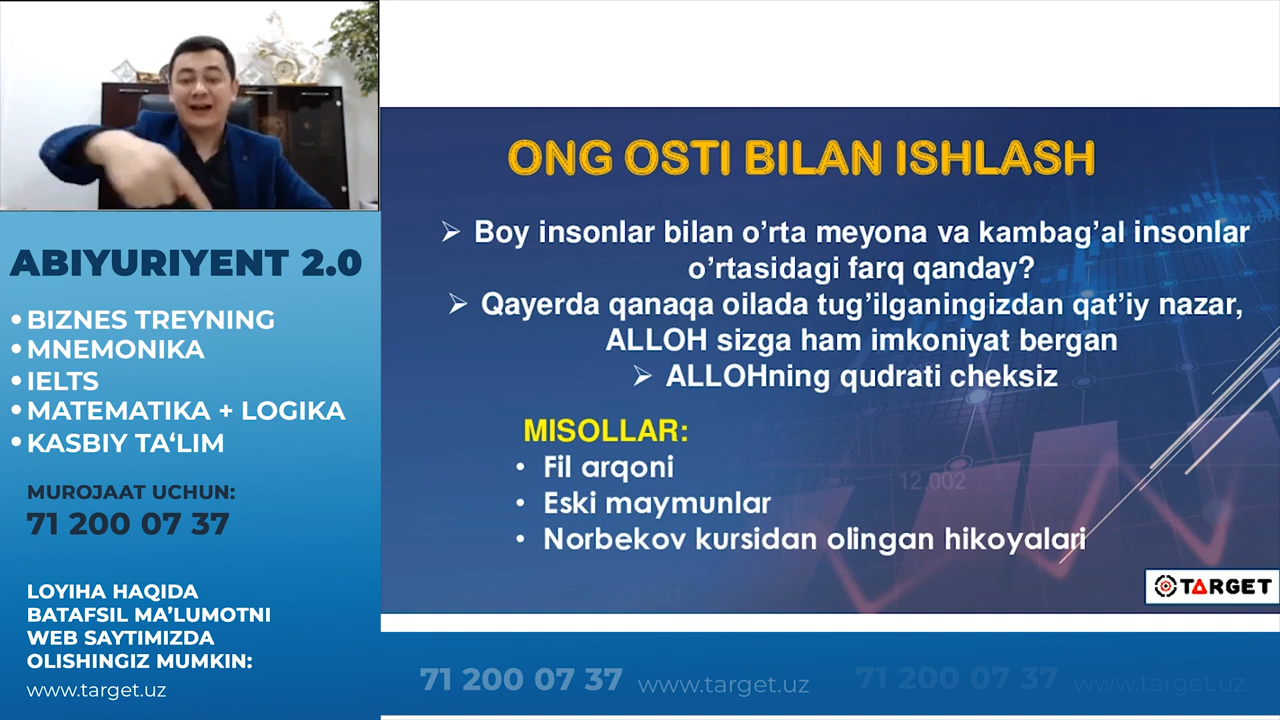 ABIYURIYENT 2.0
• BIZNES TREYNING
• MNEMONIKA
• IELTS
• MATEMATIKA + LOGIKA
• KASBIY TA‘LIM
MUROJAAT UCHUN:
71 200 07 37
LOYIHA HAQIDA
BATAFSIL MA’LUMOTNI
WEB SAYTIMIZDA
OLISHINGIZ MUMKIN:
www.target.uz
ONG OSTI BILAN ISHLASH
➢ Boy insonlar bilan o’rta meyona va kambag’al insonlar
o’rtasidagi farq qanday?
➢ Qayerda qanaqa oilada tug’ilganingizdan qat’iy nazar,
ALLOH sizga ham imkoniyat bergan
➢ ALLOHning qudrati cheksiz
MISOLLAR:
• Fil arqoni
• Eski maymunlar
• Norbekov kursidan olingan hikoyalari
12.002
TARGET
71 200 07 37 www.target.uz 71 200 07 37 www.target.uz